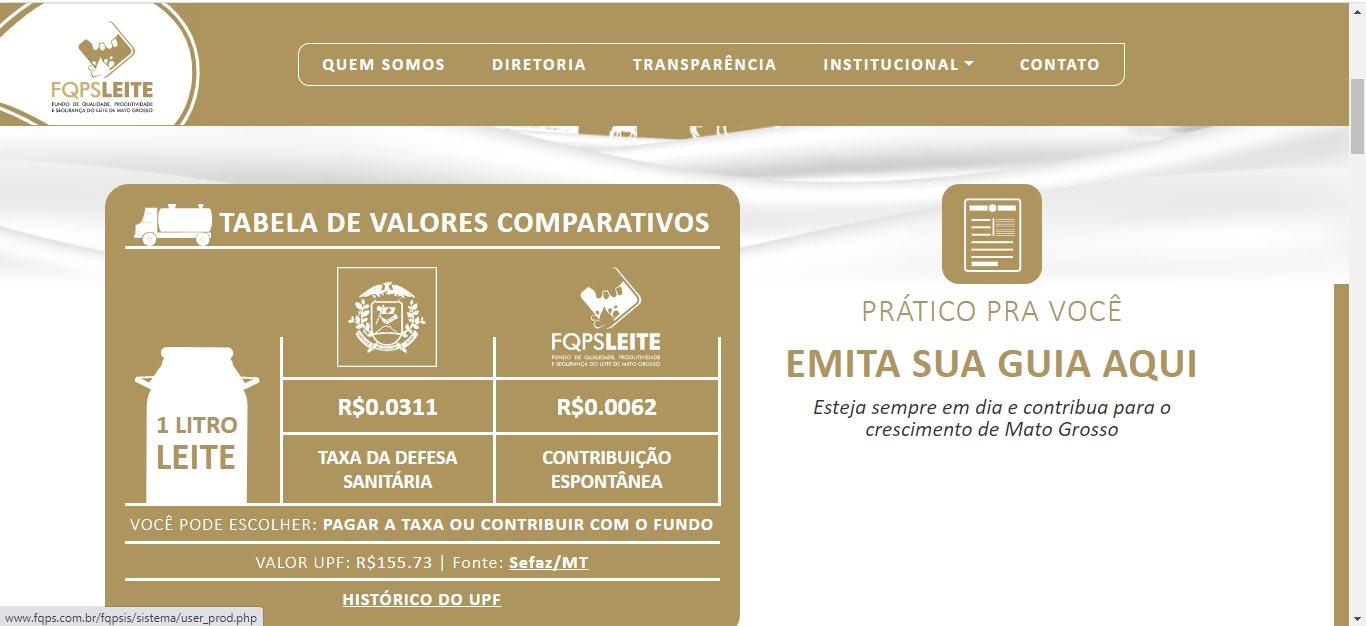 QUEM SOMOS DIRETORIA TRANSPARÊNCIA INSTITUCIONAL CONTATO
FQPSLEITE
FUNDO DE QUALIDADE, PRODUTIVIDADE
E SEGURANÇA DO LEITE DE MATO GROSSO
TABELA DE VALORES COMPARATIVOS
FQPSLEITE
FUNDO DE QUALIDADE, PRODUTIVIDADE
E SEGURANÇA DO LEITE DE MATO GROSSO
1 LITRO
LEITE
R$0.0311 R$0.0062
TAXA DA DEFESA
SANITÁRIA
CONTRIBUIÇÃO
ESPONTÂNEA
VOCÊ PODE ESCOLHER: PAGAR A TAXA OU CONTRIBUIR COM O FUNDO
VALOR UPF: R$155.73 | Fonte: Sefaz/MT
HISTÓRICO DO UPF
PRÁTICO PRA VOCÊ
EMITA SUA GUIA AQUI
Esteja sempre em dia e contribua para o
crescimento de Mato Grosso
www.fqps.com.br/fqpsis/sistema/user_prod.php